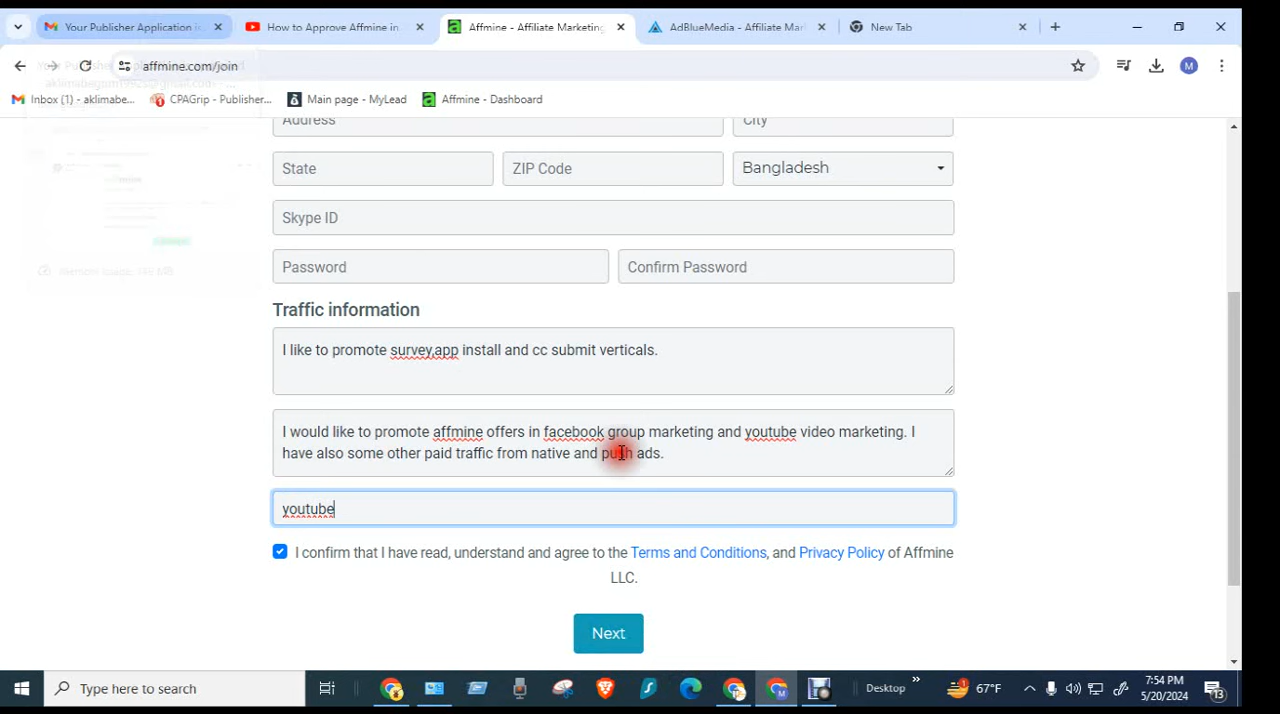 Your Publisher Application i
How to Approve Affmine in
Affmine - Affiliate Marketing
AdBlueMedia - Affiliate Mar
New Tab
affmine.com/join
M
Inbox (1) - aklimabe...
CPAGrip - Publisher...
Main page - MyLead
Affmine - Dashboard
Address
City
State
ZIP Code
Bangladesh
Skype ID
Password
Confirm Password
Traffic information
I like to promote survey,app install and cc submit verticals.
I would like to promote affmine offers in facebook group marketing and youtube video marketing. I
have also some other paid traffic from native and push ads.
youtube
I confirm that I have read, understand and agree to the Terms and Conditions, and Privacy Policy of Affmine
LLC.
Next
Type here to search
Desktop
67°F
7:54 PM
5/20/2024
13